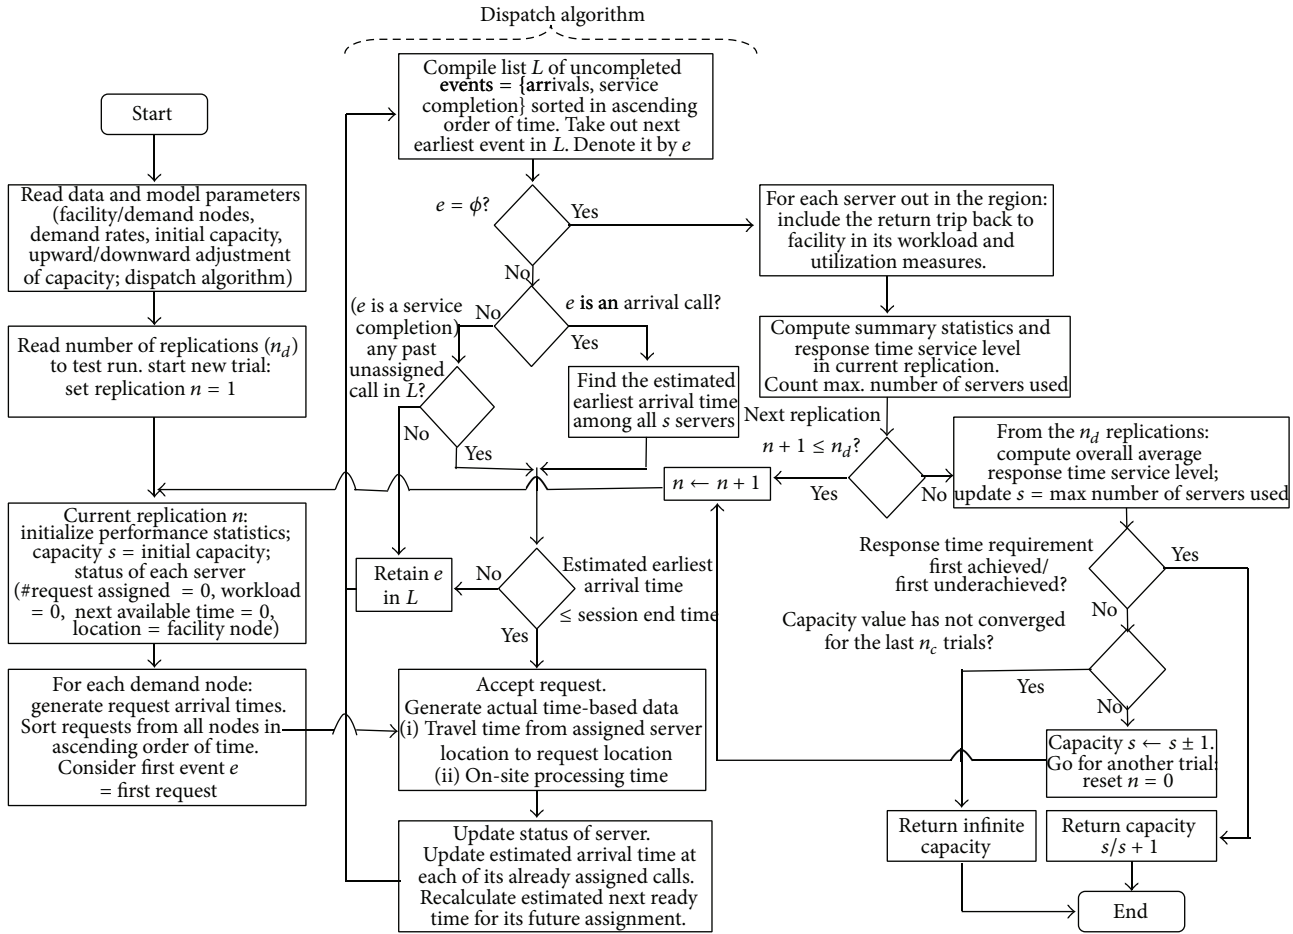 Dispatch algorithm
Start
Read data and model parameters
(facility/demand nodes,
demand rates, initial capacity,
upward/downward adjustment
of capacity; dispatch algorithm)
Read number of replications (n_d)
to test run. start new trial:
set replication n = 1
Current replication n:
initialize performance statistics;
capacity s = initial capacity;
status of each server
(#request assigned = 0, workload
= 0, next available time = 0,
location = facility node)
For each demand node:
generate request arrival times.
Sort requests from all nodes in
ascending order of time.
Consider first event e
= first request
Compile list L of uncompleted
events = {arrivals, service
completion} sorted in ascending
order of time. Take out next
earliest event in L. Denote it by e
e = ϕ?
Yes
No
e is an arrival call?
No
Yes
(e is a service
completion)
any past
unassigned
call in L?
No
Yes
Find the estimated
earliest arrival time
among all s servers
Retain e
in L
No
Estimated earliest
arrival time
≤ session end time
Yes
Accept request.
Generate actual time-based data
(i) Travel time from assigned server
location to request location
(ii) On-site processing time
Update status of server.
Update estimated arrival time at
each of its already assigned calls.
Recalculate estimated next ready
time for its future assignment.
For each server out in the region:
include the return trip back to
facility in its workload and
utilization measures.
Compute summary statistics and
response time service level
in current replication.
Count max. number of servers used
Next replication
n + 1 ≤ n_d?
Yes
No
n ← n + 1
From the n_d replications:
compute overall average
response time service level;
update s = max number of servers used
Response time requirement
first achieved/
first underachieved?
Yes
No
Capacity value has not converged
for the last n_c trials?
Yes
No
Capacity s ← s ± 1.
Go for another trial;
reset n = 0
Return infinite
capacity
Return capacity
s/s + 1
End